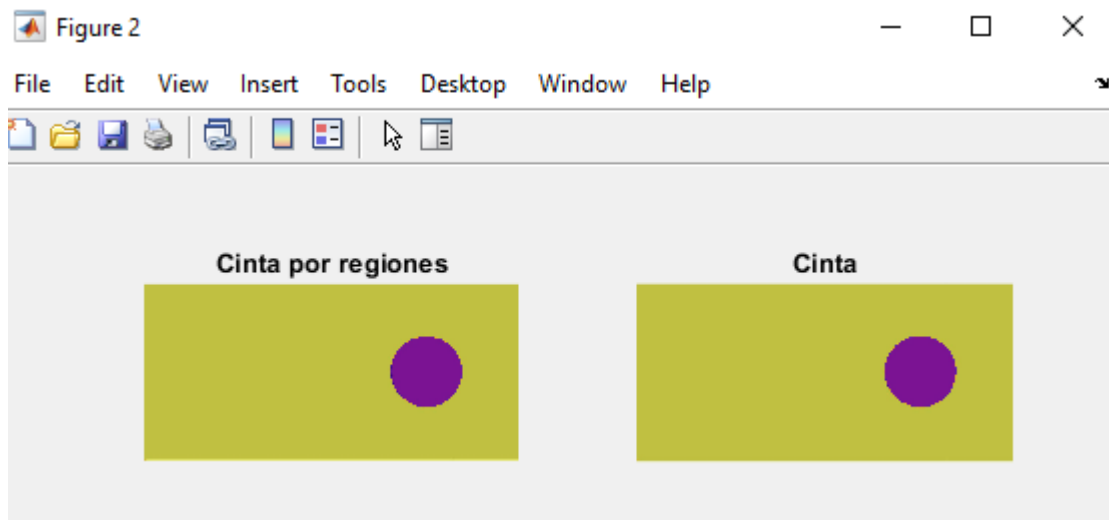 Figure 2
File Edit View Insert Tools Desktop Window Help
Cinta por regiones
Cinta